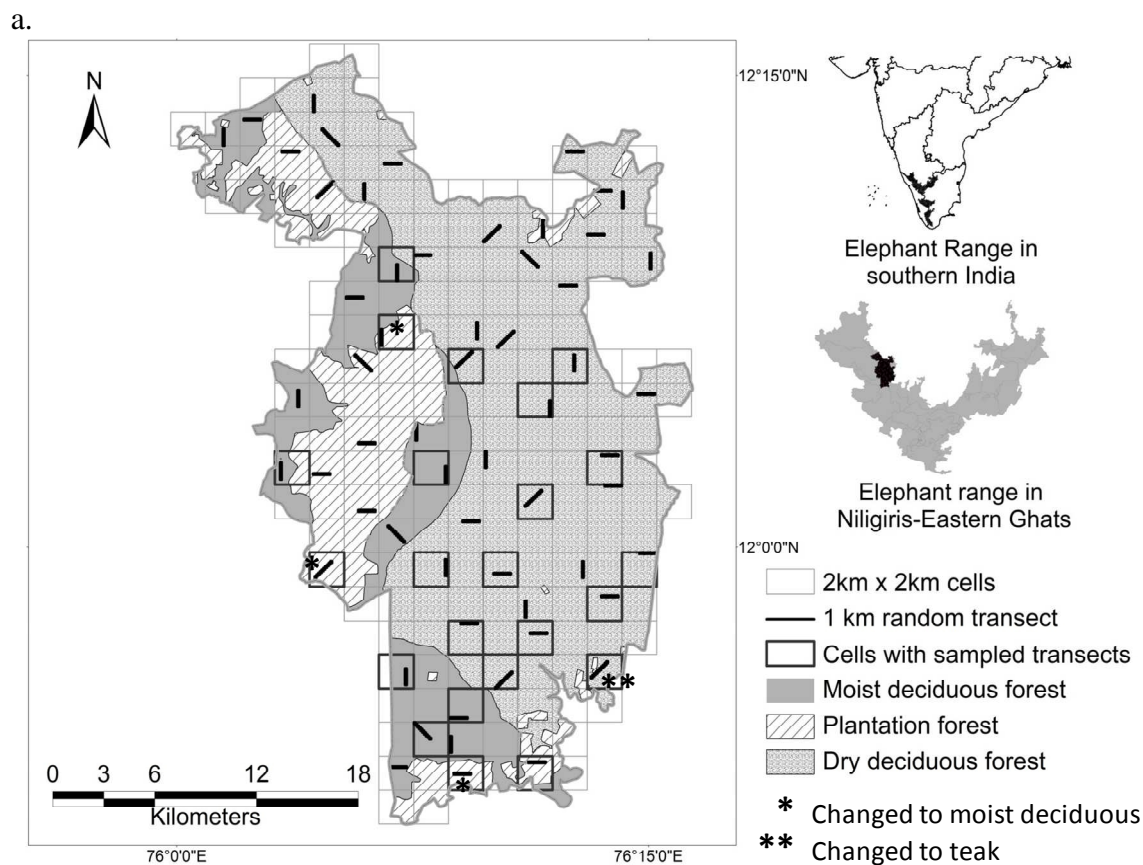 a.
N
12°15'0"N
12°0'0"N
76°0'0"E
76°15'0"E
0 3 6 12 18
Kilometers
*
*
**
*
Elephant Range in
southern India
Elephant range in
Niligiris-Eastern Ghats
2km x 2km cells
1 km random transect
Cells with sampled transects
Moist deciduous forest
Plantation forest
Dry deciduous forest
* Changed to moist deciduous
** Changed to teak